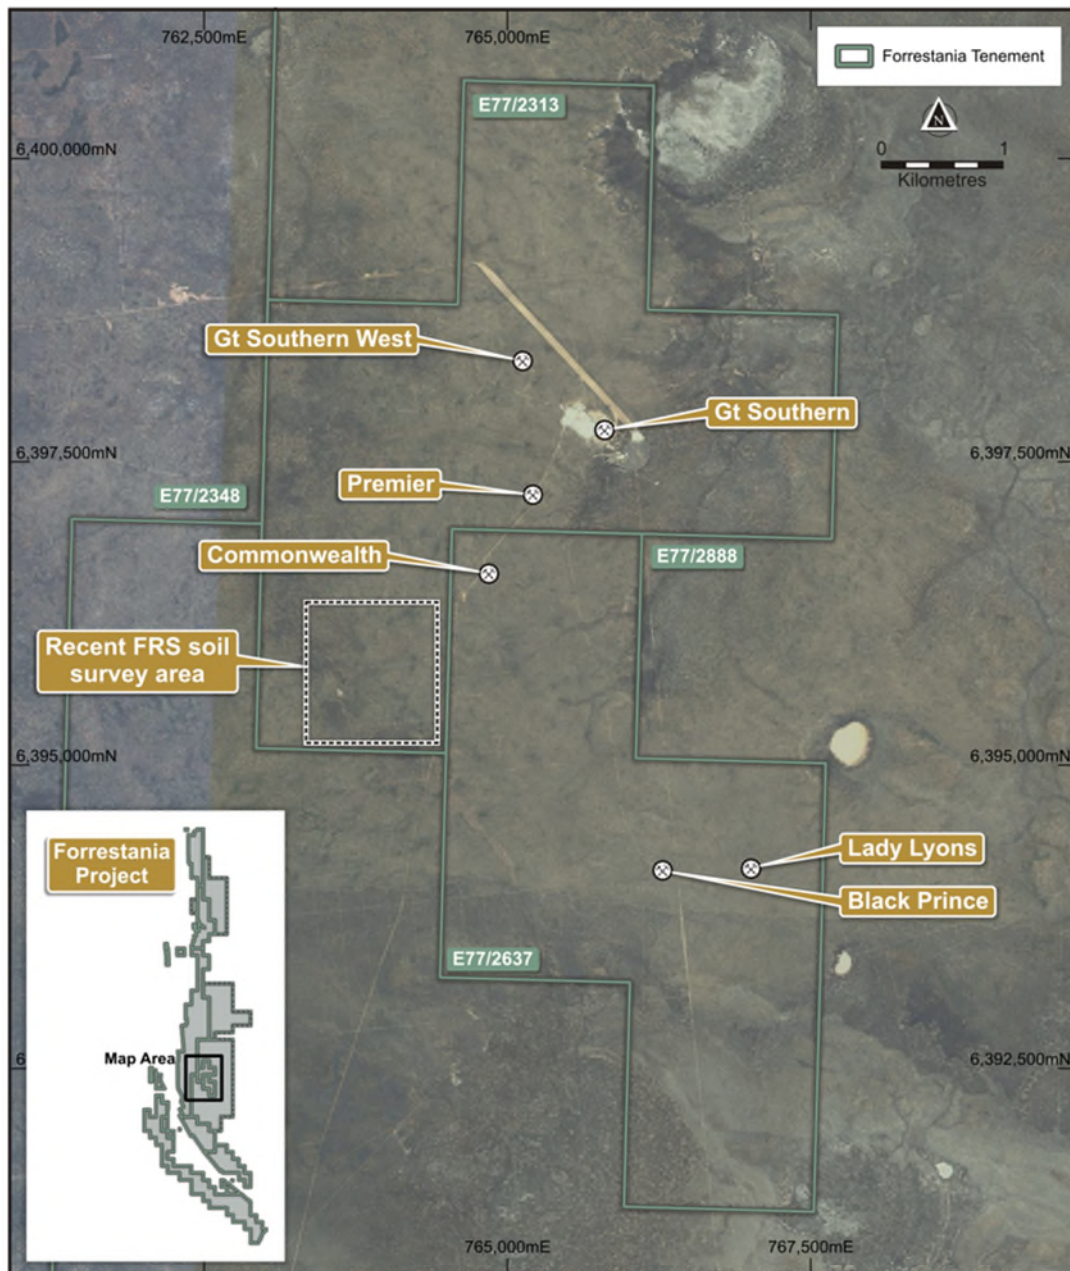 762,500mE
765,000mE
Forrestania Tenement
E77/2313
N
0
1
Kilometres
6,400,000mN
Gt Southern West
Gt Southern
6,397,500mN
6,397,500mN
Premier
E77/2348
Commonwealth
E77/2888
Recent FRS soil
survey area
6,395,000mN
6,395,000mN
Forrestania
Project
Lady Lyons
Black Prince
E77/2637
Map Area
6
6,392,500mN
765,000mE
767,500mE